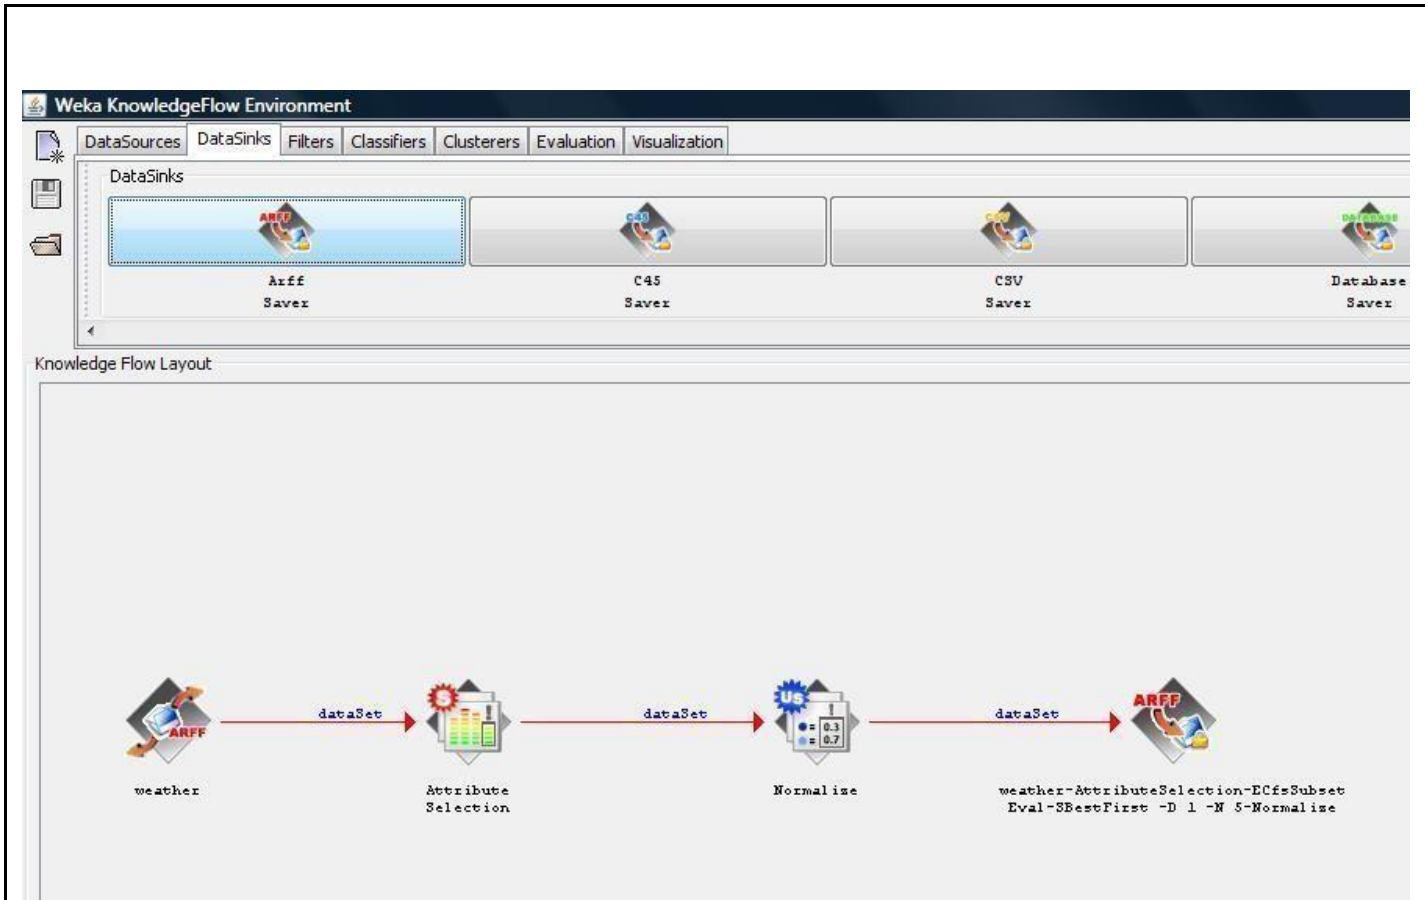 Weka KnowledgeFlow Environment
DataSources DataSinks Filters Classifiers Clusterers Evaluation Visualization
DataSinks
ARFF C45 CSV DATABASE
Arff C45 CSV Database
Saver Saver Saver Saver
Knowledge Flow Layout
dataSet dataSet dataSet
ARFF S US ARFF
0.3
0.7
weather Attribute Normalize weather-AttributeSelection-ECfsSubset
Selection Eval-SBestFirst -D 1 -N 5-Normalize